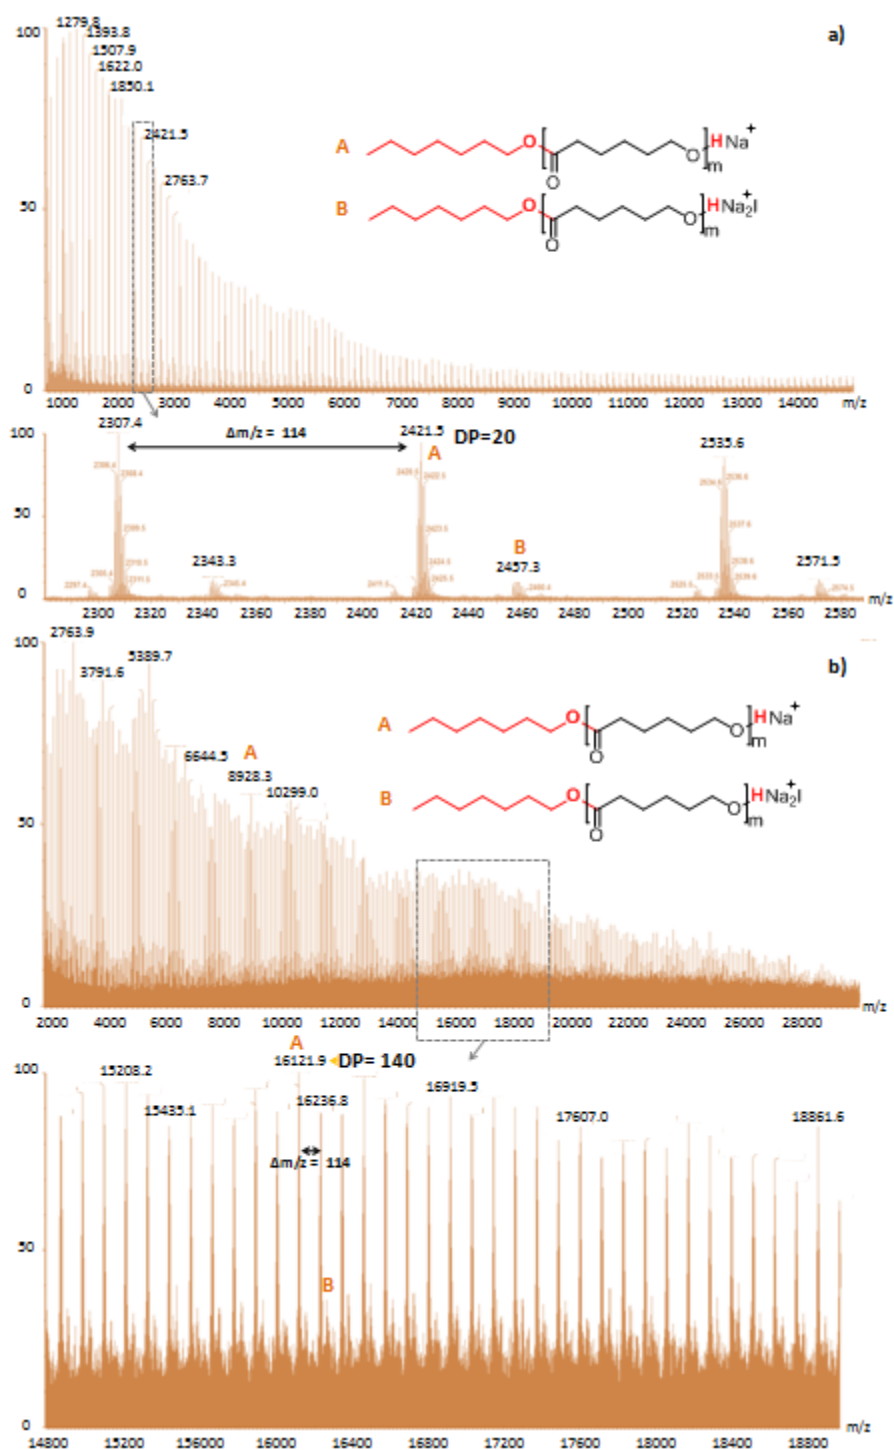 a)
100
1279.8
1393.8
1507.9
1622.0
1850.1
2421.5
2763.7
50
0
A
O
O
O
m
HNa+
B
O
O
O
m
HNa2I+
1000 2000 3000 4000 5000 6000 7000 8000 9000 10000 11000 12000 13000 14000 m/z
100
2307.4
Δm/z = 114
2421.5
DP=20
A
2535.6
50
2343.3
B
2457.3
2571.5
0
2300 2320 2340 2360 2380 2400 2420 2440 2460 2480 2500 2520 2540 2560 2580 m/z
b)
100
2763.9
3791.6
5389.7
6644.5
A
8928.3
10299.0
50
0
A
O
O
O
m
HNa+
B
O
O
O
m
HNa2I+
2000 4000 6000 8000 10000 12000 14000 16000 18000 20000 22000 24000 26000 28000 m/z
A
100
15208.2
16121.9
DP= 140
15435.1
16236.8
16919.5
17607.0
18861.6
Δm/z = 114
50
B
0
14800 15200 156000 16000 16400 16800 17200 17600 18000 18400 18800 m/z